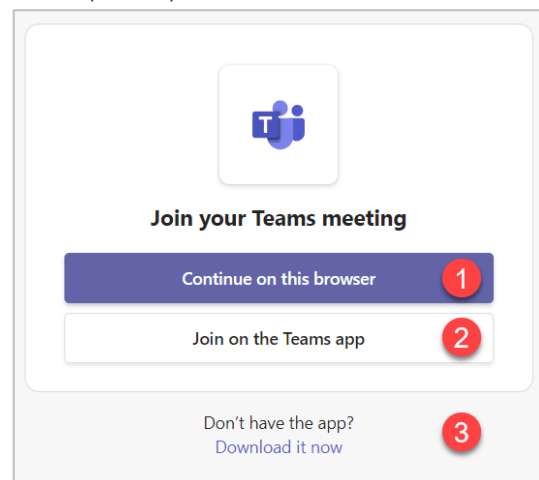 T
Join your Teams meeting
Continue on this browser 1
Join on the Teams app 2
Don't have the app? 3
Download it now